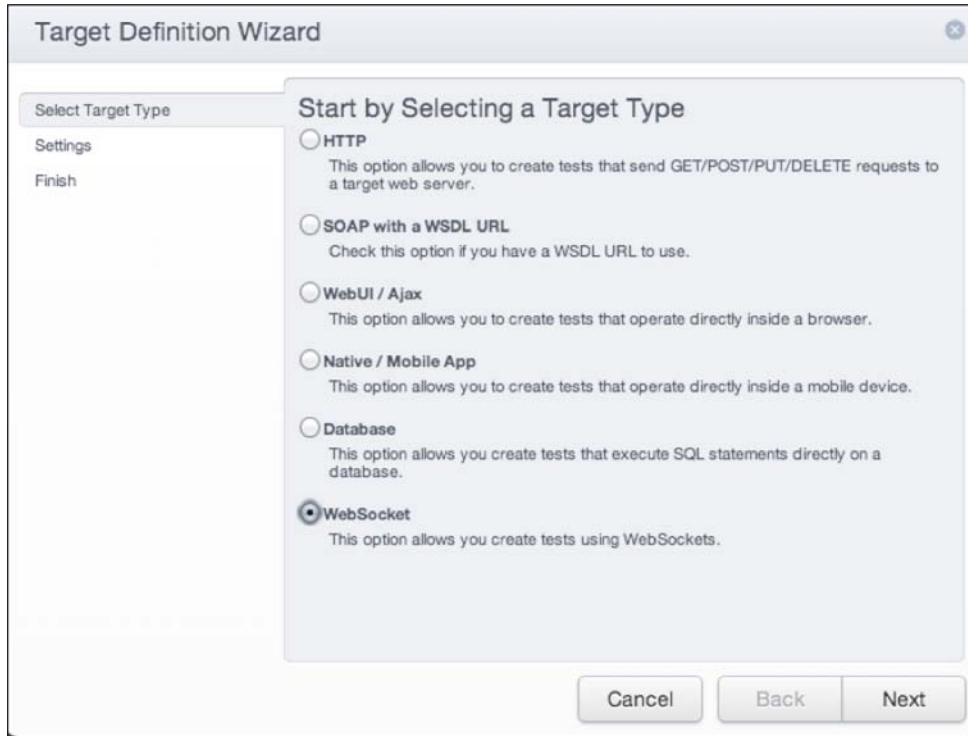 Target Definition Wizard
Select Target Type
Settings
Finish
Start by Selecting a Target Type
HTTP
This option allows you to create tests that send GET/POST/PUT/DELETE requests to
a target web server.
SOAP with a WSDL URL
Check this option if you have a WSDL URL to use.
WebUI / Ajax
This option allows you to create tests that operate directly inside a browser.
Native / Mobile App
This option allows you to create tests that operate directly inside a mobile device.
Database
This option allows you create tests that execute SQL statements directly on a
database.
WebSocket
This option allows you create tests using WebSockets.
Cancel
Back
Next